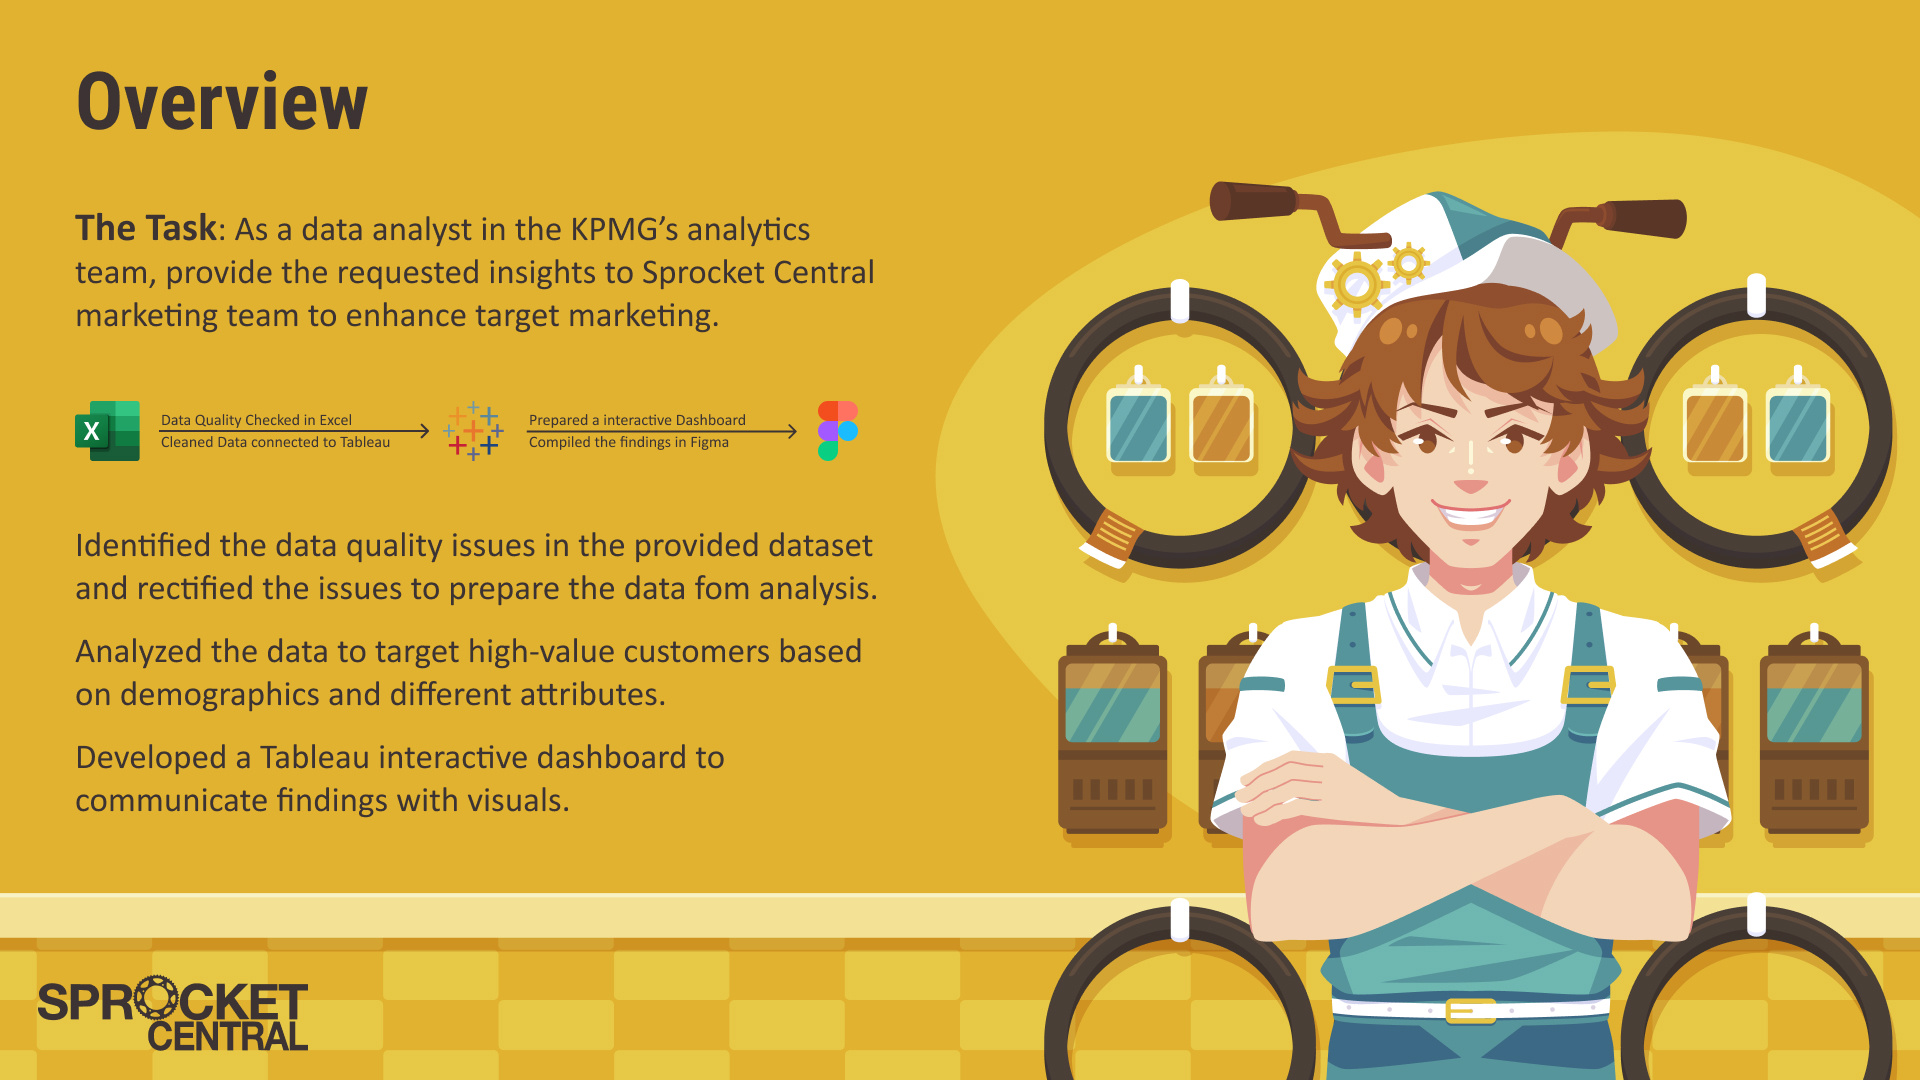 Overview
The Task: As a data analyst in the KPMG's analytics
team, provide the requested insights to Sprocket Central
marketing team to enhance target marketing.
X
Data Quality Checked in Excel
Cleaned Data connected to Tableau
Prepared a interactive Dashboard
Compiled the findings in Figma
Identified the data quality issues in the provided dataset
and rectified the issues to prepare the data fom analysis.
Analyzed the data to target high-value customers based
on demographics and different attributes.
Developed a Tableau interactive dashboard to
communicate findings with visuals.
SPROCKET
CENTRAL